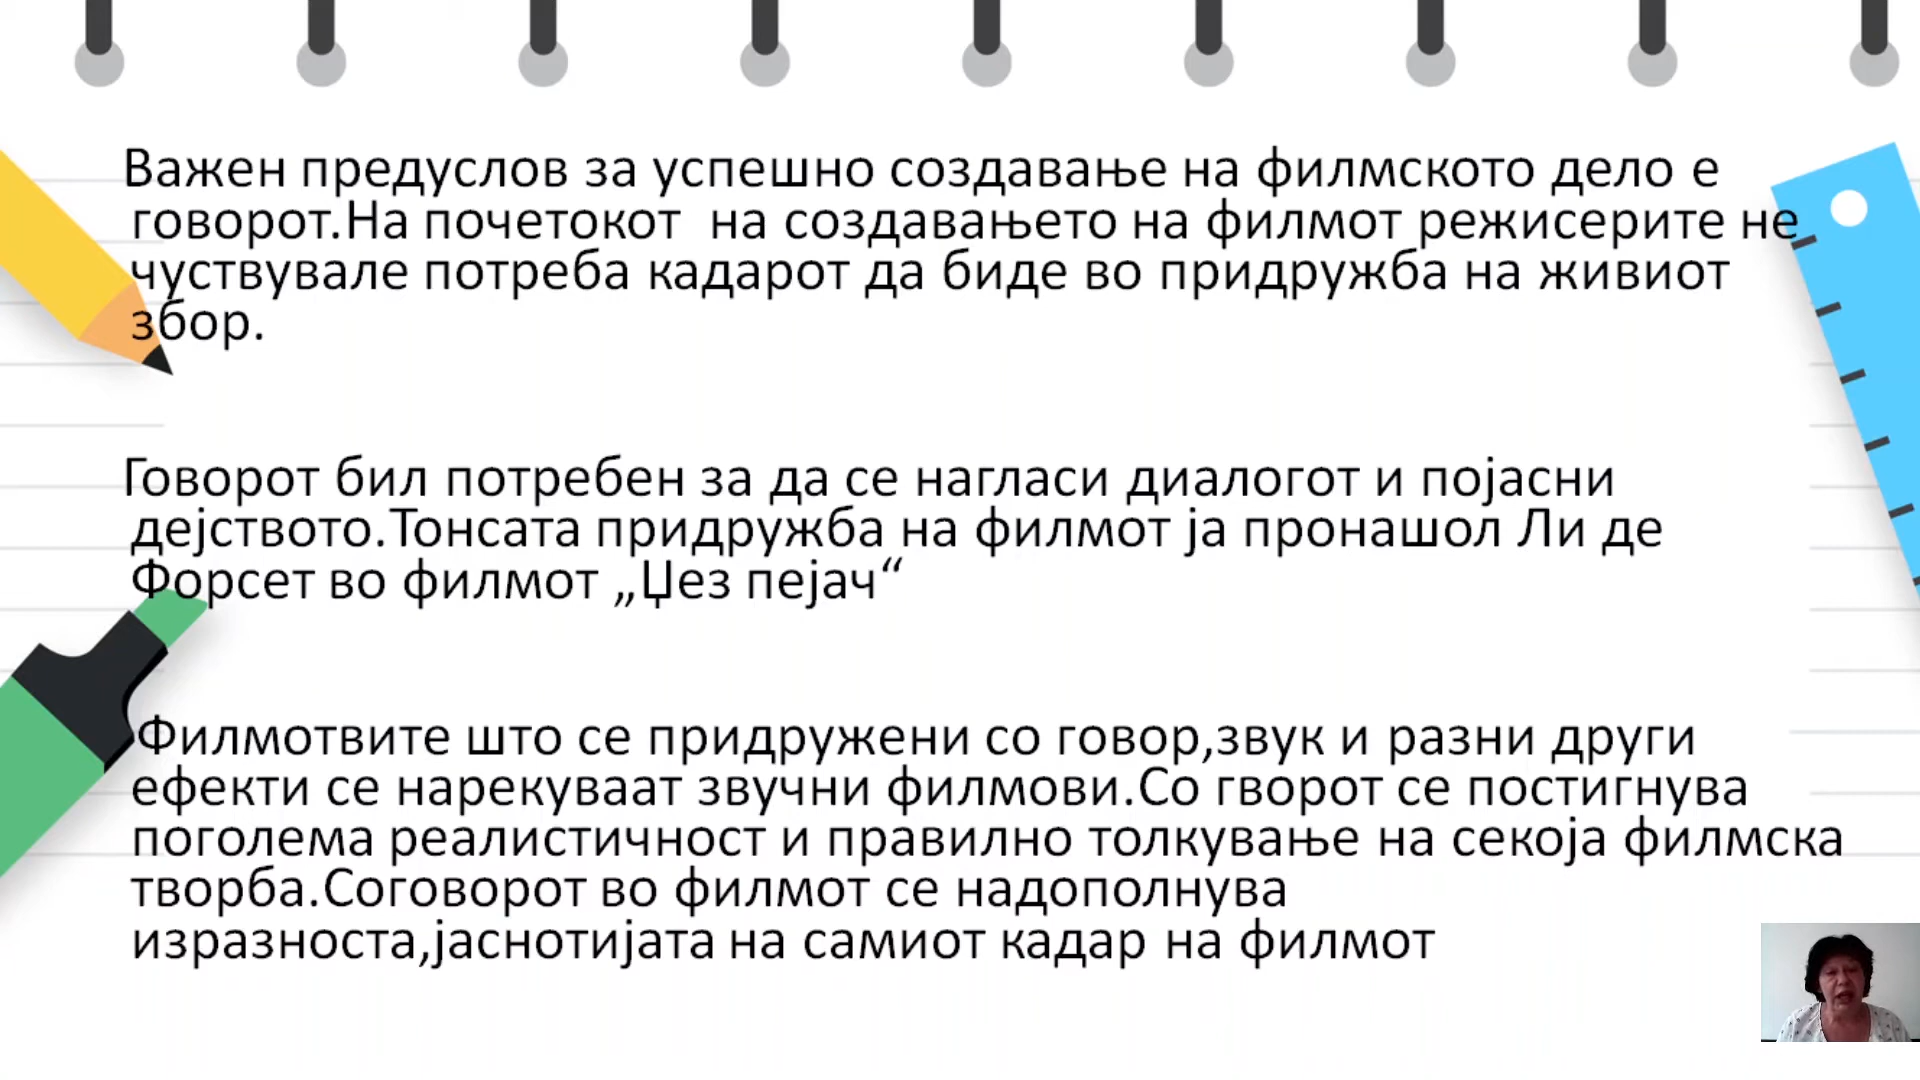 Важен предуслов за успешно создавање на филмското дело е
говорот.На почетокот  на создавањето на филмот режисерите не
чуствувале потреба кадарот да биде во придружба на живиот
збор.
Говорот бил потребен за да се нагласи диалогот и појасни
дејството.Тонсата придружба на филмот ја пронашол Ли де
Форсет во филмот „Џез пејач“
Филмотвите што се придружени со говор,звук и разни други
ефекти се нарекуваат звучни филмови.Со гворот се постигнува
поголема реалистичност и правилно толкување на секоја филмска
творба.Соговорот во филмот се надополнува
изразноста,јаснотијата на самиот кадар на филмот